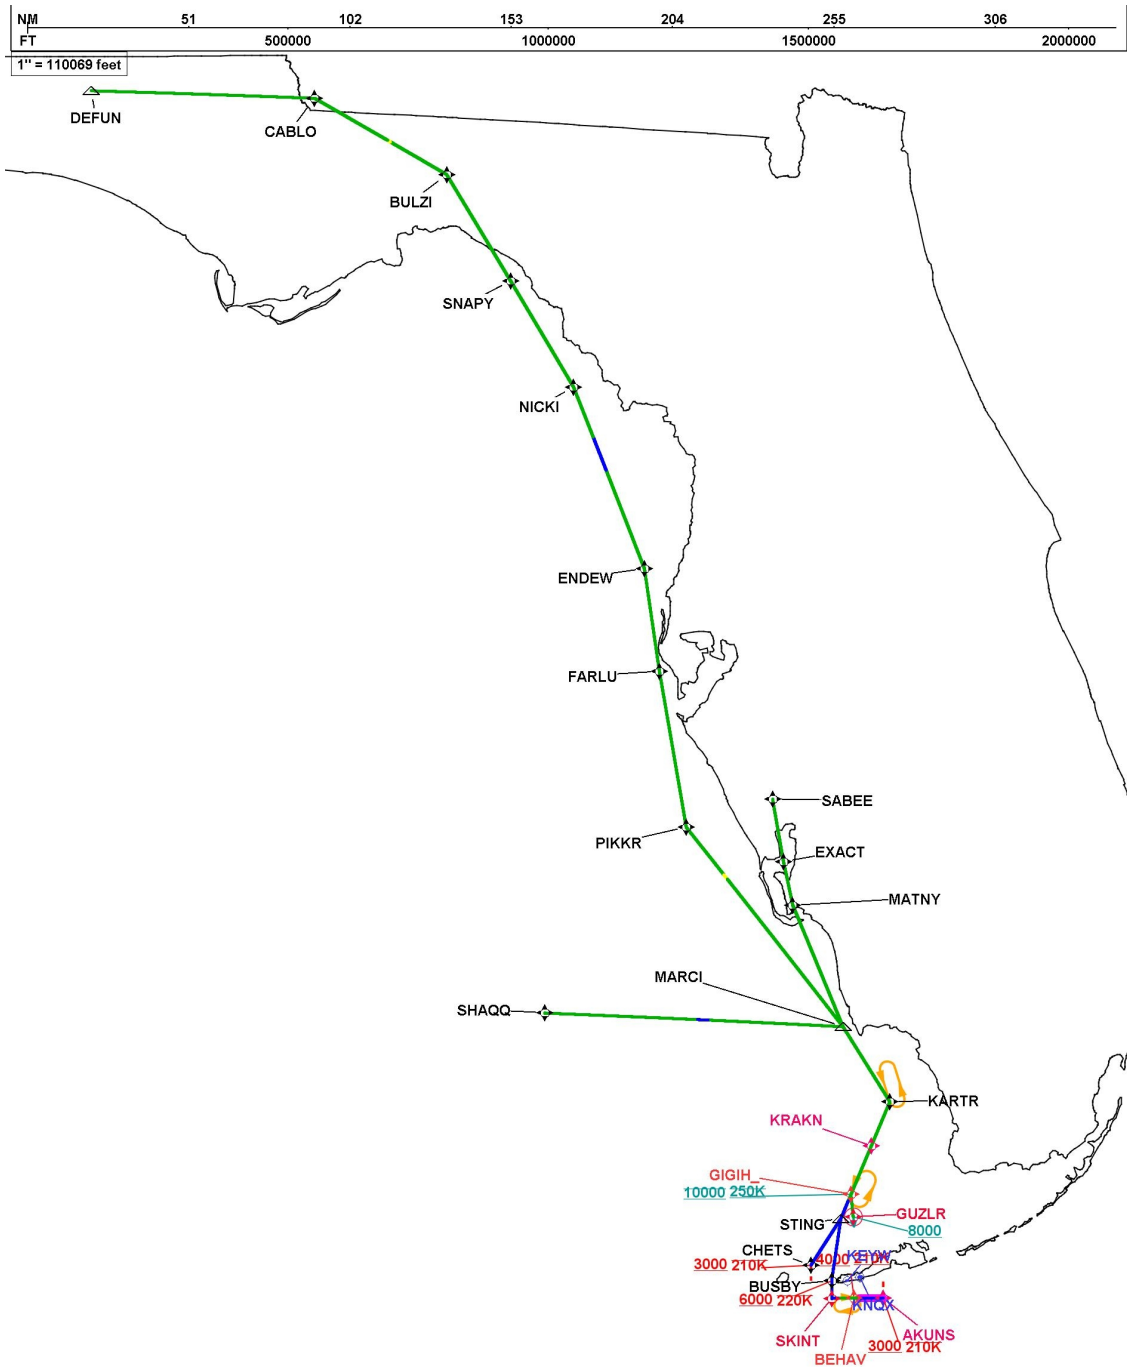 NM 51 102 153 204 255 306
FT 500000 1000000 1500000 2000000
1" = 110069 feet
DEFUN
CABLO
BULZI
SNAPY
NICKI
ENDEW
FARLU
SABEE
PIKKR
EXACT
MATNY
MARCI
SHAQQ
KARTR
KRAKN
GIGIH_
10000 250K
GUZLR
STING
8000
CHETS
KEYW
3000 210K
4000 210K
BUSBY
6000 220K
KNQX
SKINT
AKUNS
3000 210K
BEHAV